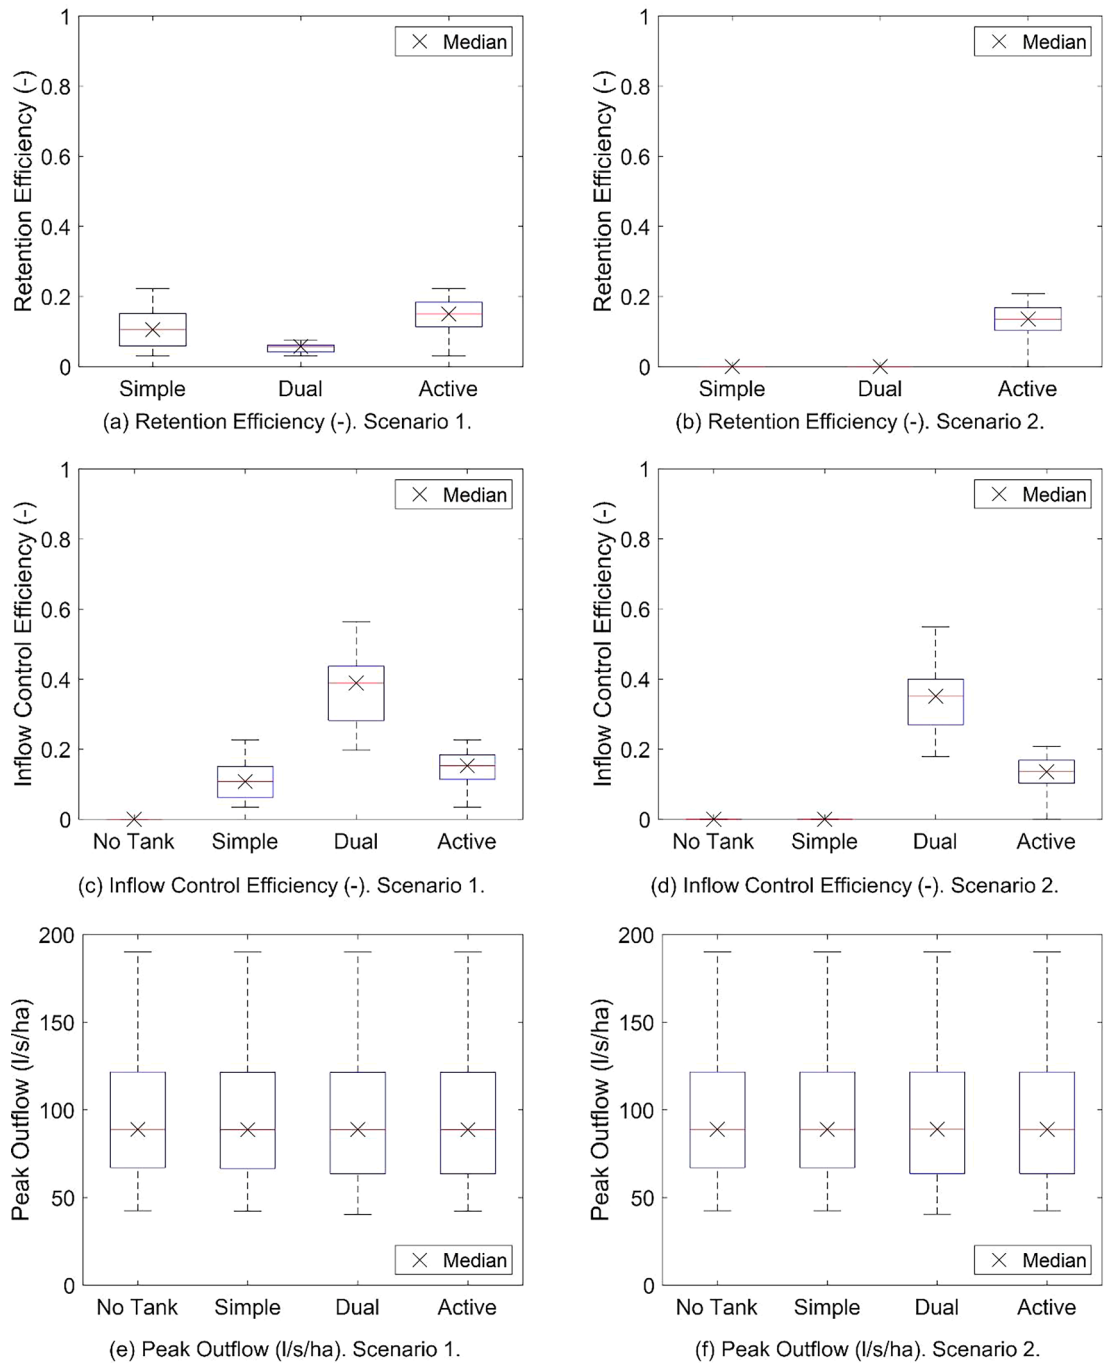 1
0.8
0.6
0.4
0.2
0
Retention Efficiency (-)
× Median
Simple Dual Active
(a) Retention Efficiency (-). Scenario 1.
1
0.8
0.6
0.4
0.2
0
Retention Efficiency (-)
× Median
Simple Dual Active
(b) Retention Efficiency (-). Scenario 2.
1
0.8
0.6
0.4
0.2
0
Inflow Control Efficiency (-)
× Median
No Tank Simple Dual Active
(c) Inflow Control Efficiency (-). Scenario 1.
1
0.8
0.6
0.4
0.2
0
Inflow Control Efficiency (-)
× Median
No Tank Simple Dual Active
(d) Inflow Control Efficiency (-). Scenario 2.
200
150
100
50
0
Peak Outflow (l/s/ha)
× Median
No Tank Simple Dual Active
(e) Peak Outflow (l/s/ha). Scenario 1.
200
150
100
50
0
Peak Outflow (l/s/ha)
× Median
No Tank Simple Dual Active
(f) Peak Outflow (l/s/ha). Scenario 2.